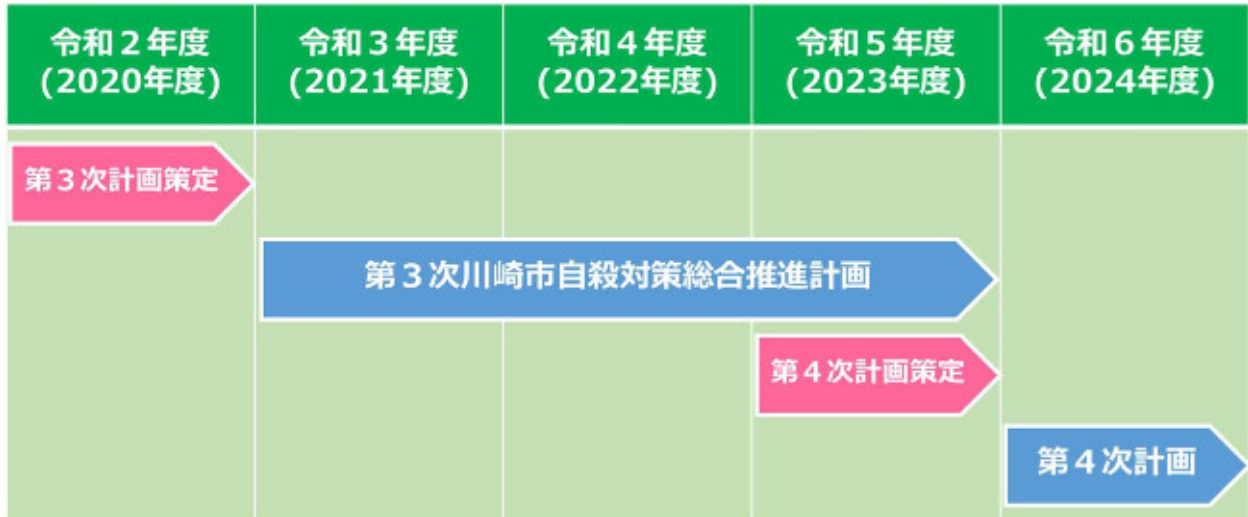 令和２年度
(2020年度)
令和３年度
(2021年度)
令和４年度
(2022年度)
令和５年度
(2023年度)
令和６年度
(2024年度)
第３次計画策定
第３次川崎市自殺対策総合推進計画
第４次計画策定
第４次計画